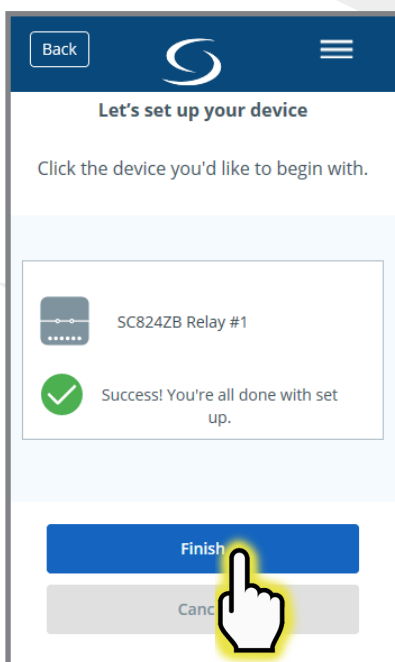 Back
Let's set up your device
Click the device you'd like to begin with.
SC824ZB Relay #1
Success! You're all done with set
up.
Finish
Canc